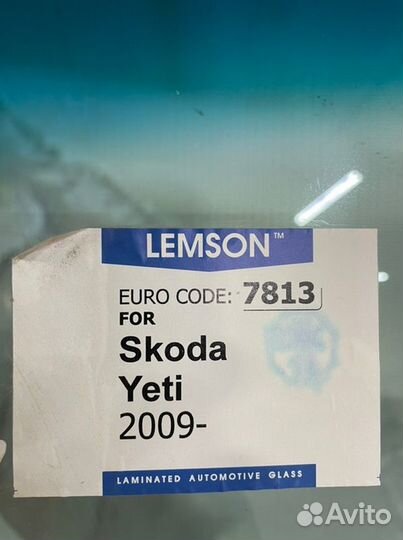 LEMSON™
EURO CODE: 7813
FOR
Skoda
Yeti
2009-
LAMINATED AUTOMOTIVE GLASS
Avito